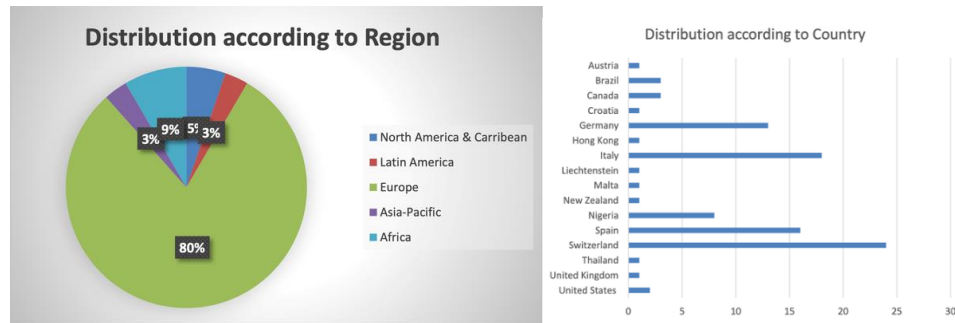 Distribution according to Region
9%
5%
3%
3%
80%
North America & Carribean
Latin America
Europe
Asia-Pacific
Africa
Distribution according to Country
Austria
Brazil
Canada
Croatia
Germany
Hong Kong
Italy
Liechtenstein
Malta
New Zealand
Nigeria
Spain
Switzerland
Thailand
United Kingdom
United States
0 5 10 15 20 25 30